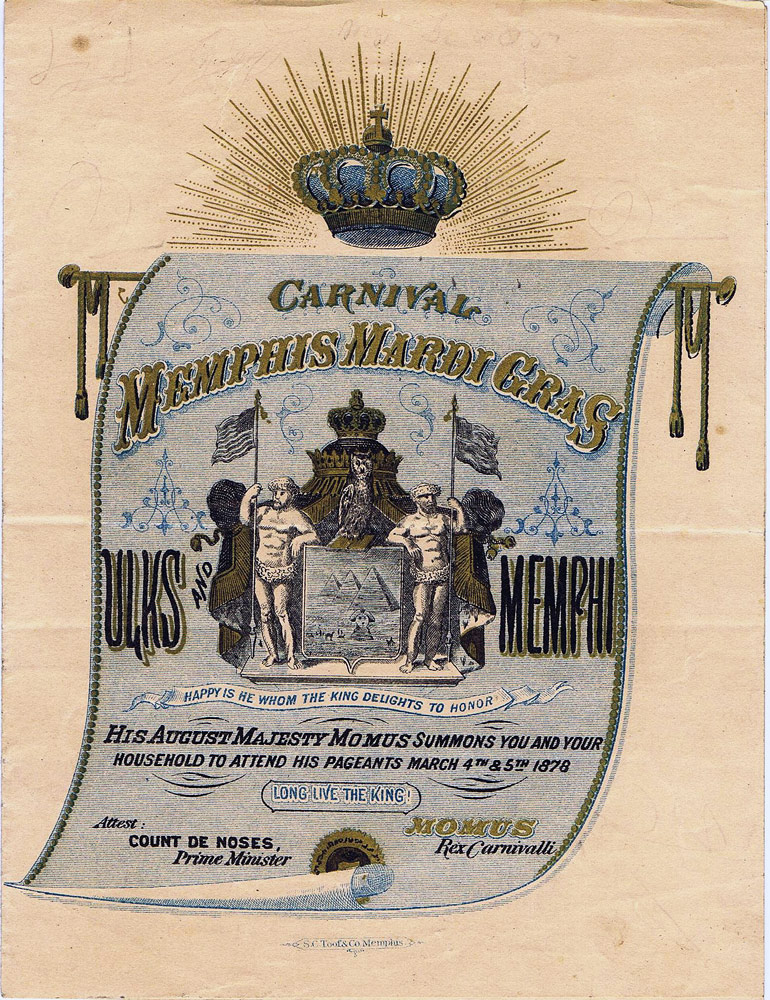 CARNIVAL
MEMPHIS MARDI GRAS
ULKS AND MEMPHI
HAPPY IS HE WHOM THE KING DELIGHTS TO HONOR
HIS AUGUST MAJESTY MOMUS SUMMONS YOU AND YOUR
HOUSEHOLD TO ATTEND HIS PAGEANTS MARCH 4TH & 5TH 1878
LONG LIVE THE KING!
Attest:
COUNT DE NOSES,
Prime Minister
MOMUS
Rex Carnivalli,
S.C. Toof & Co Memphis